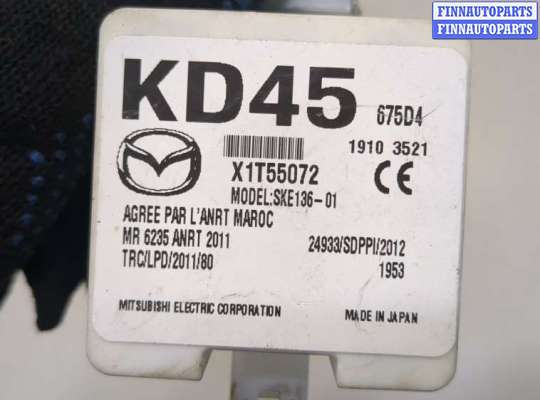 FINNAUTOPARTS
FINNAUTOPARTS
KD45 675D4
1910 3521
X1T55072
MODEL:SKE136-01
CE
AGREE PAR L'ANRT MAROC
MR 6235 ANRT 2011 24933/SDPPI/2012
TRC/LPD/2011/80 1953
MITSUBISHI ELECTRIC CORPORATION MADE IN JAPAN